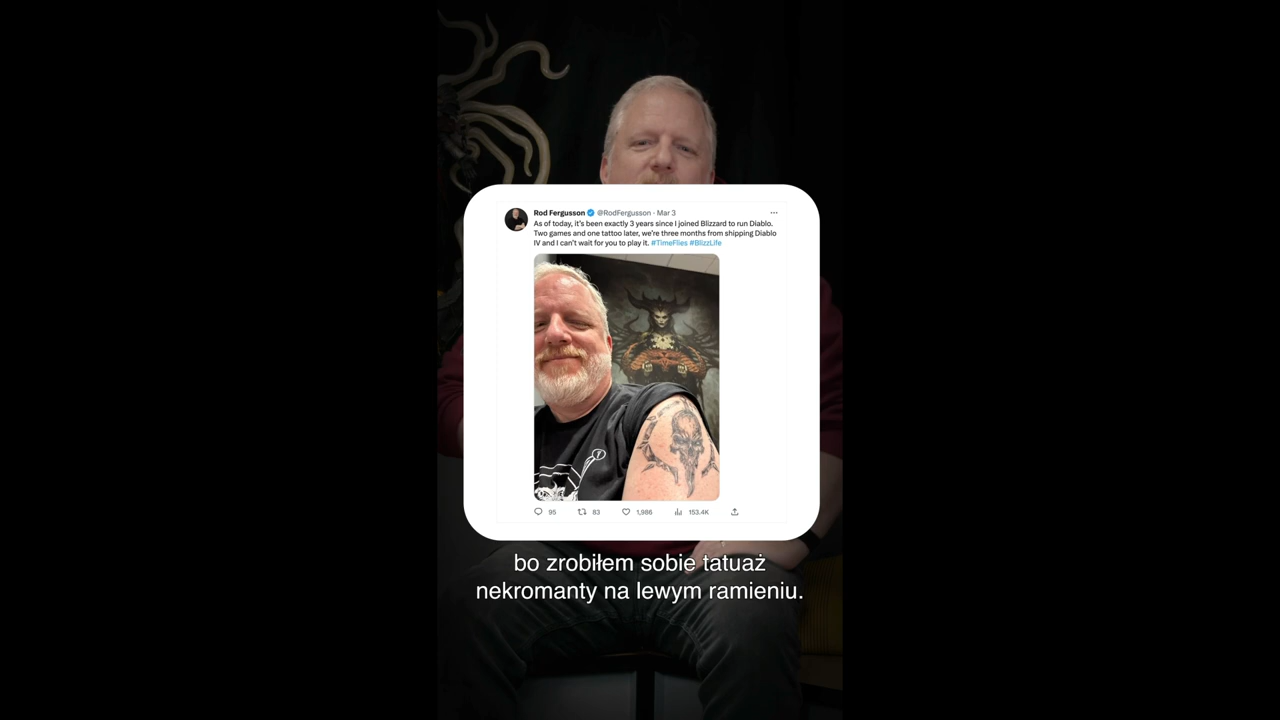 Rod Fergusson @RodFergusson · Mar 3
As of today, it's been exactly 3 years since I joined Blizzard to run Diablo.
Two games and one tattoo later, we're three months from shipping Diablo
IV and I can't wait for you to play it. #TimeFlies #BlizzLife
95 83 1,986 153.4K
bo zrobiłem sobie tatuaż
nekromanty na lewym ramieniu.